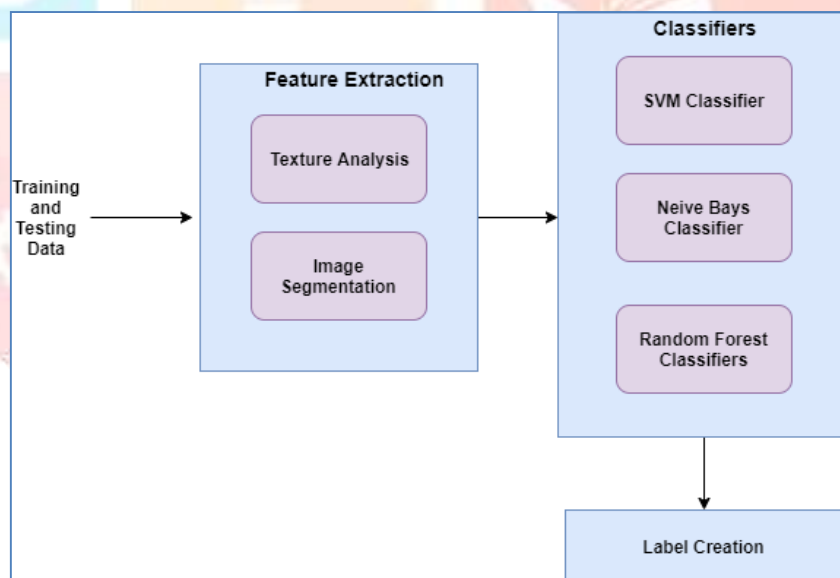 Training
and
Testing
Data
Feature Extraction
Texture Analysis
Image
Segmentation
Classifiers
SVM Classifier
Neive Bays
Classifier
Random Forest
Classifiers
Label Creation